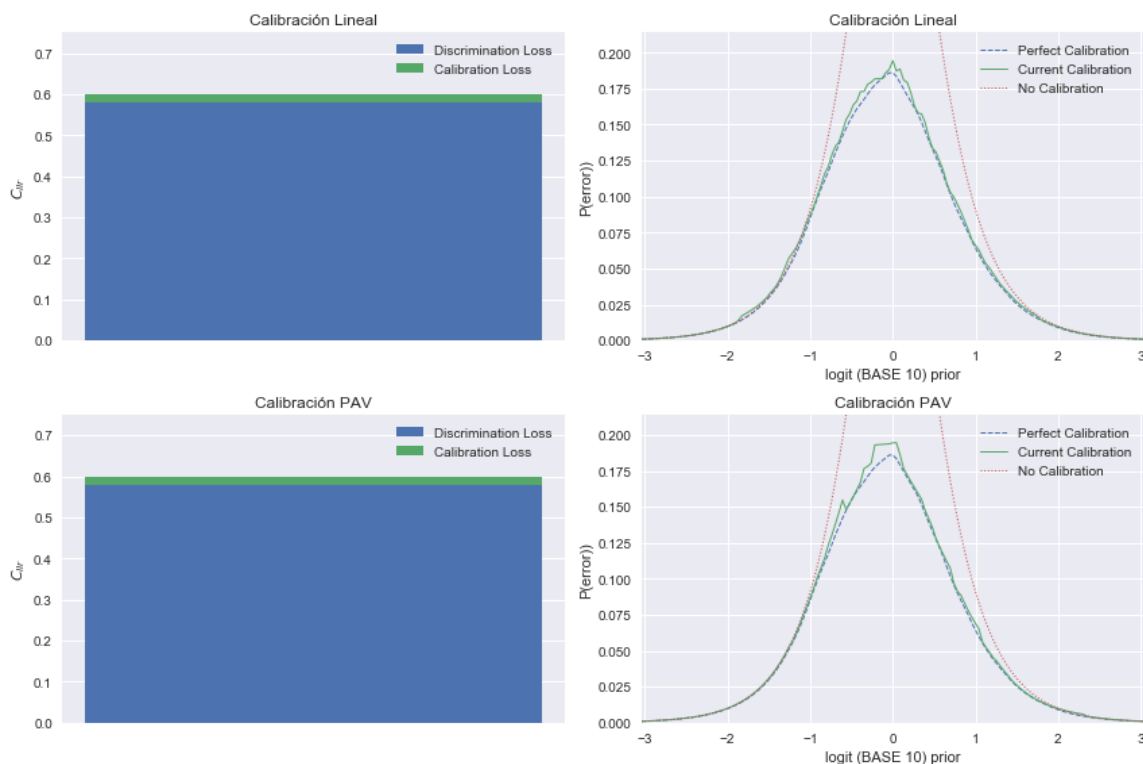 Calibración Lineal
Discrimination Loss
Calibration Loss
C_llr
0.7
0.6
0.5
0.4
0.3
0.2
0.1
0.0
Calibración Lineal
Perfect Calibration
Current Calibration
No Calibration
P(error))
0.200
0.175
0.150
0.125
0.100
0.075
0.050
0.025
0.000
−3 −2 −1 0 1 2 3
logit (BASE 10) prior
Calibración PAV
Discrimination Loss
Calibration Loss
C_llr
0.7
0.6
0.5
0.4
0.3
0.2
0.1
0.0
Calibración PAV
Perfect Calibration
Current Calibration
No Calibration
P(error))
0.200
0.175
0.150
0.125
0.100
0.075
0.050
0.025
0.000
−3 −2 −1 0 1 2 3
logit (BASE 10) prior